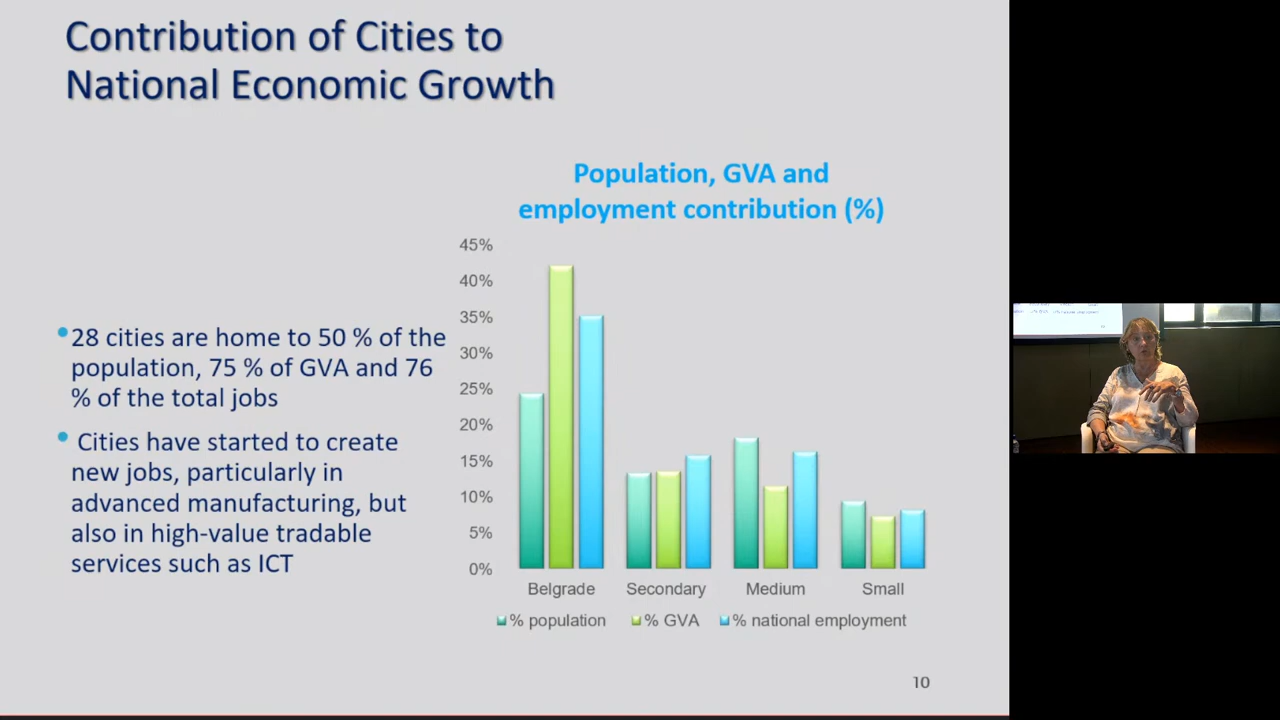 Contribution of Cities to
National Economic Growth
Population, GVA and
employment contribution (%)
•28 cities are home to 50 % of the
population, 75 % of GVA and 76
% of the total jobs
• Cities have started to create
new jobs, particularly in
advanced manufacturing, but
also in high-value tradable
services such as ICT
45%
40%
35%
30%
25%
20%
15%
10%
5%
0%
Belgrade Secondary Medium Small
% population % GVA % national employment
10